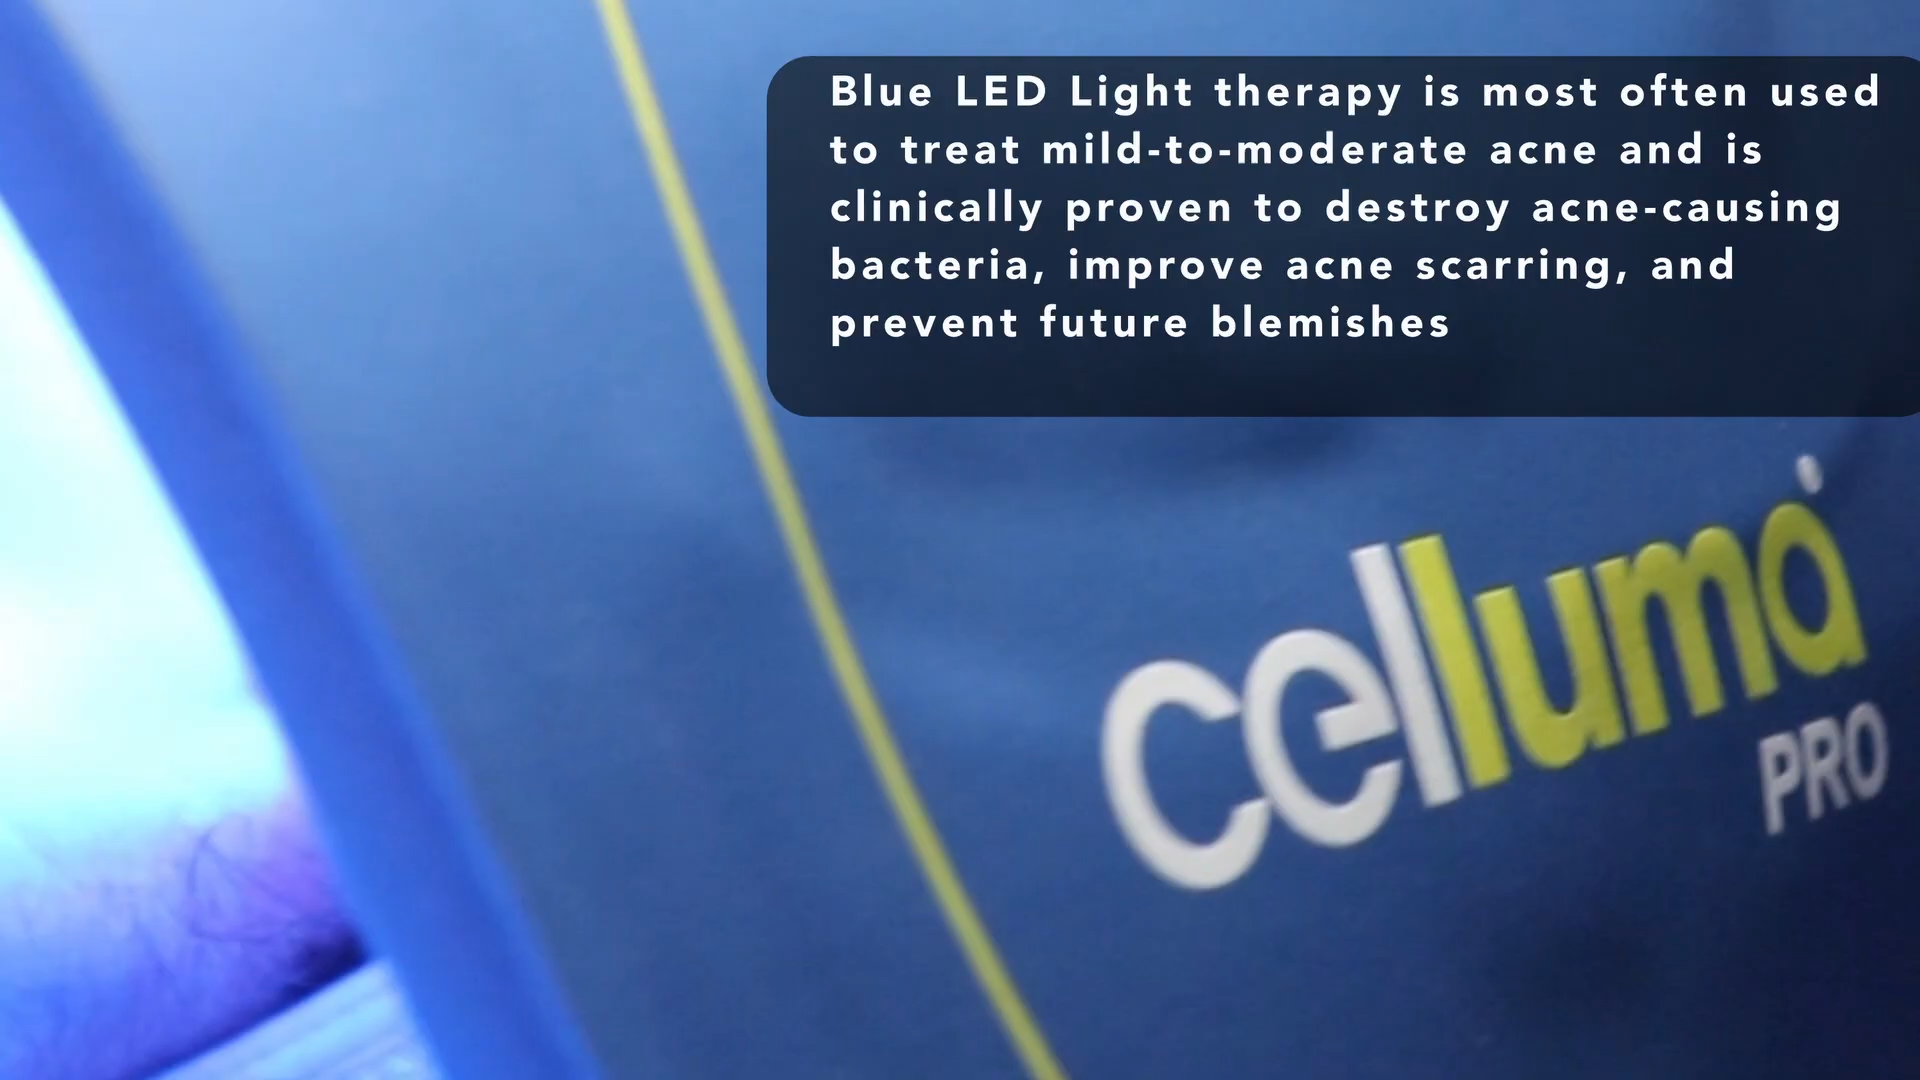 Blue LED Light therapy is most often used
to treat mild-to-moderate acne and is
clinically proven to destroy acne-causing
bacteria, improve acne scarring, and
prevent future blemishes
celluma
PRO